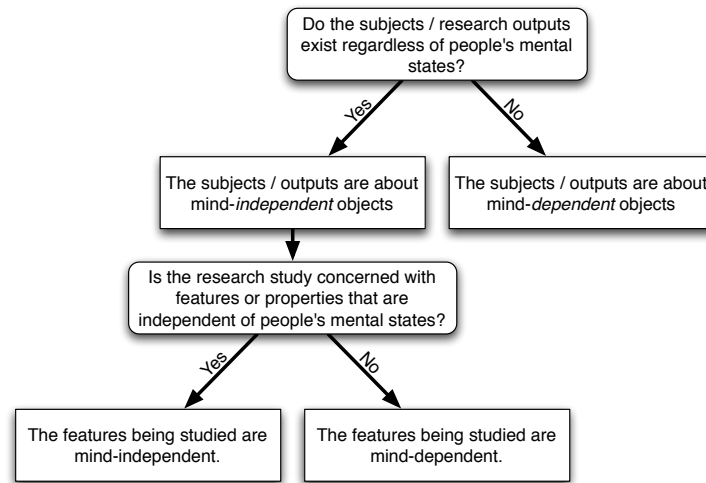 Do the subjects / research outputs
exist regardless of people's mental
states?
Yes
No
The subjects / outputs are about
mind-independent objects
The subjects / outputs are about
mind-dependent objects
Is the research study concerned with
features or properties that are
independent of people's mental states?
Yes
No
The features being studied are
mind-independent.
The features being studied are
mind-dependent.